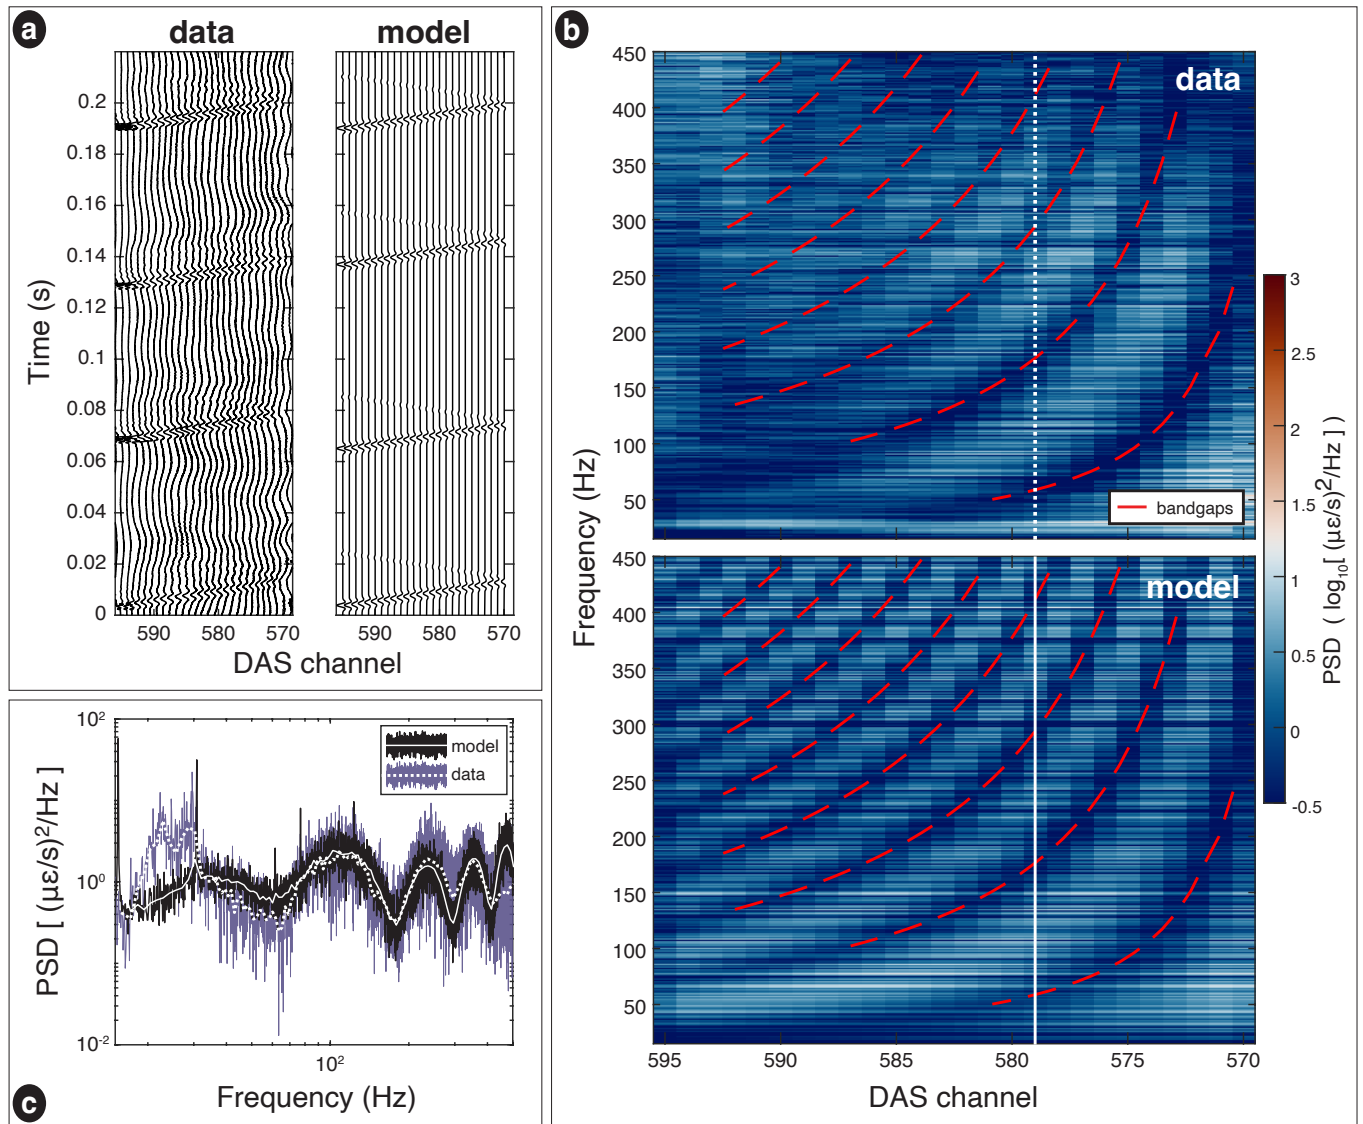 a
data model
Time (s)
0.2
0.18
0.16
0.14
0.12
0.1
0.08
0.06
0.04
0.02
0
590 580 570
590 580 570
DAS channel
b
data
450
400
350
300
250
200
150
100
50
bandgaps
Frequency (Hz)
model
450
400
350
300
250
200
150
100
50
595 590 585 580 575 570
DAS channel
3
2.5
2
1.5
1
0.5
0
-0.5
PSD ( log10[ (με/s)2/Hz ] )
c
PSD [ (με/s)2/Hz ]
10²
10⁰
10⁻²
model
data
10²
Frequency (Hz)